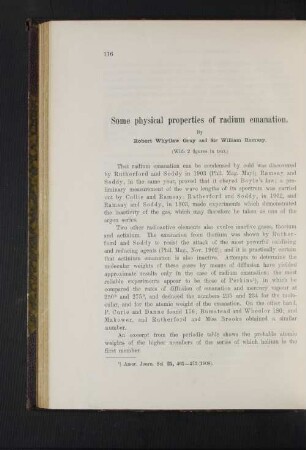 116
Some physical properties of radium emanation.
By
Robert Whytlaw Gray and Sir William Ramsay.
(With 2 figures in text.)
That radium emanation can be condensed by cold was discovered
by Rutherford and Soddy in 1903 (Phil. Mag. May); Ramsay and
Soddy, in the same year, proved that it obeyed Boyle's law; a pre-
liminary measurement of the wave lengths of its spectrum was carried
out by Collie and Ramsay, Rutherford and Soddy, in 1902, and
Ramsay and Soddy, in 1903, made experiments which demonstrated
the inactivity of the gas, which may therefore be taken as one of the
argon series.
Two other radioactive elements also evolve inactive gases, thorium
and actinium. The emanation from thorium was shown by Ruther-
ford and Soddy to resist the attack of the most powerful oxidising
and reducing agents (Phil. Mag. Nov. 1902), and it is practically certain
that actinium emanation is also inactive. Attempts to determine the
molecular weights of these gases by means of diffusion have yielded
approximate results only in the case of radium emanation; the most
reliable experiments appear to be those of Perkins¹), in which he
compared the rates of diffusion of emanation and mercury vapour at
250° and 275°, and deduced the numbers 235 and 234 for the mole-
cular, and for the atomic weight of the emanation. On the other hand,
P. Curie and Danne found 176, Bumstead and Wheeler 180, and
Makower, and Rutherford and Miss Brooks obtained a similar
number.
An excerpt from the periodic table shows the probable atomic
weights of the higher members of the series of which helium is the
first member.
¹) Amer. Journ. Sci.